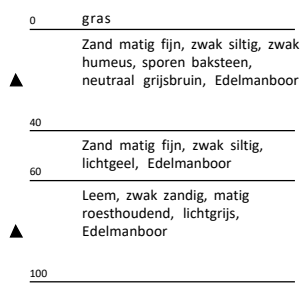 0 gras
Zand matig fijn, zwak siltig, zwak
humeus, sporen baksteen,
neutraal grijsbruin, Edelmanboor
40
Zand matig fijn, zwak siltig,
lichtgeel, Edelmanboor
60
Leem, zwak zandig, matig
roesthoudend, lichtgrijs,
Edelmanboor
100